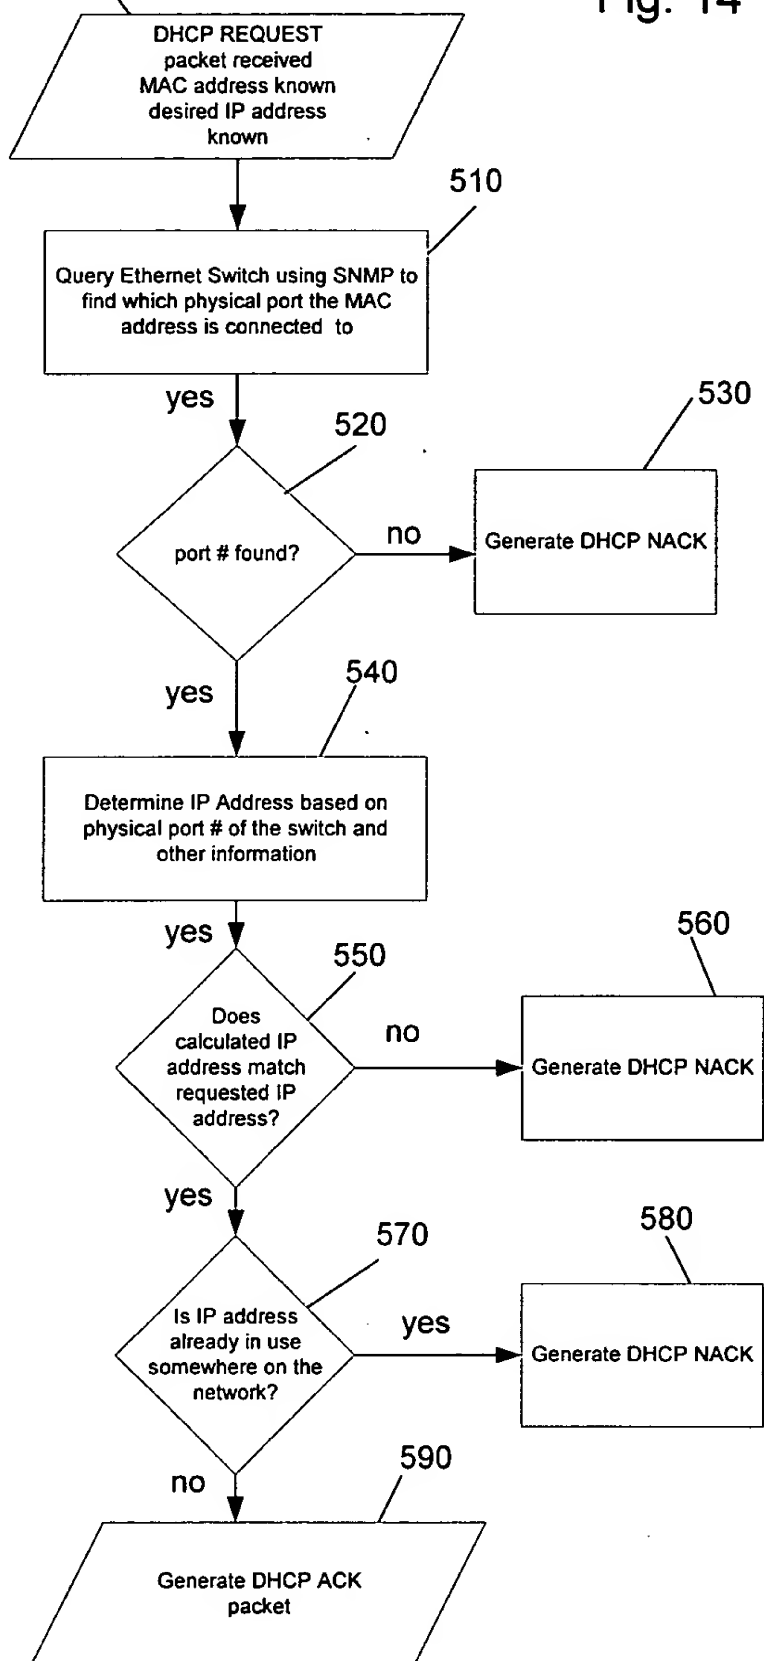 Fig. 14
DHCP REQUEST
packet received
MAC address known
desired IP address
known
510
Query Ethernet Switch using SNMP to
find which physical port the MAC
address is connected to
yes
520
530
port # found?
no
Generate DHCP NACK
yes
540
Determine IP Address based on
physical port # of the switch and
other information
yes
550
560
Does
calculated IP
address match
requested IP
address?
no
Generate DHCP NACK
yes
570
580
Is IP address
already in use
somewhere on the
network?
yes
Generate DHCP NACK
no
590
Generate DHCP ACK
packet